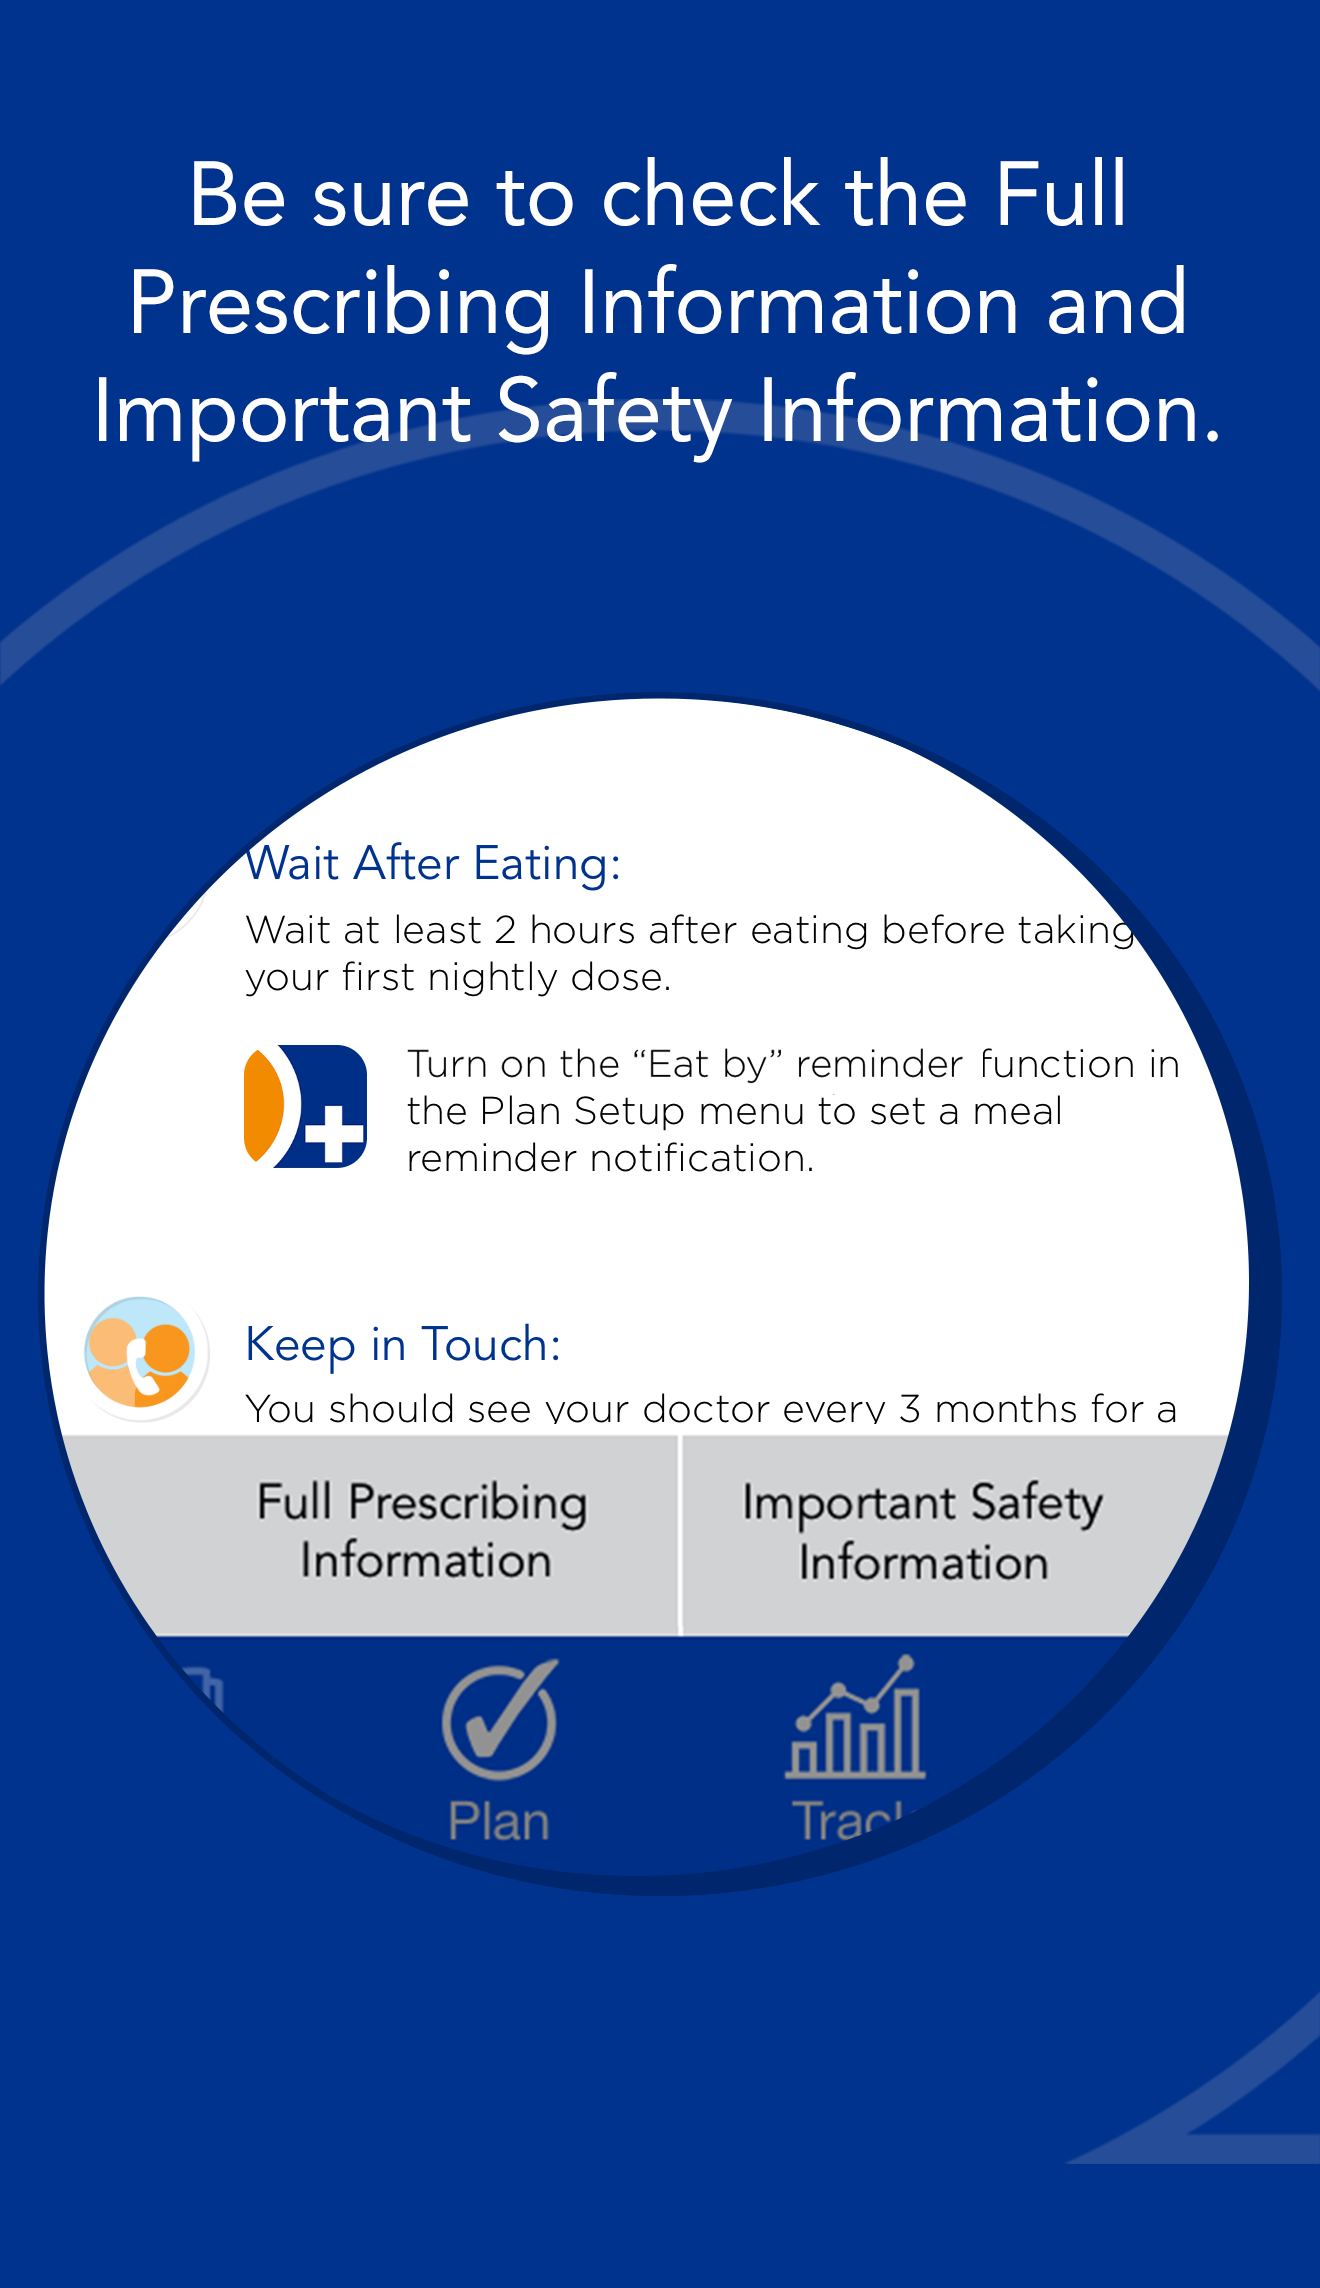 Be sure to check the Full
Prescribing Information and
Important Safety Information.
Wait After Eating:
Wait at least 2 hours after eating before taking
your first nightly dose.
Turn on the “Eat by” reminder function in
the Plan Setup menu to set a meal
reminder notification.
Keep in Touch:
You should see your doctor every 3 months for a
Full Prescribing
Information
Important Safety
Information
Plan
Track